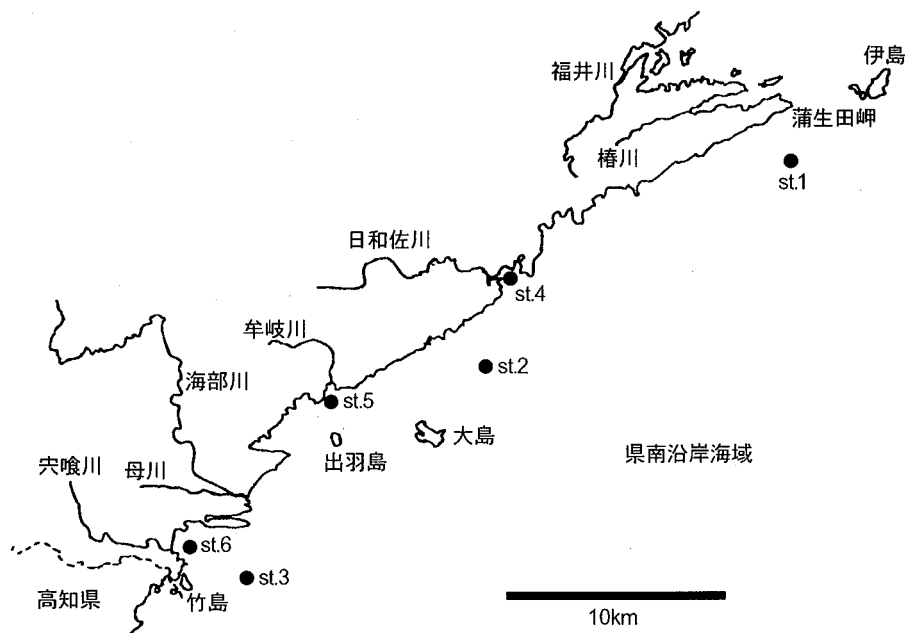 伊島
福井川
蒲生田岬
椿川
st.1
日和佐川
st.4
牟岐川
st.2
海部川
st.5
大島
出羽島
県南沿岸海域
宍喰川
母川
st.6
st.3
高知県
竹島
10km